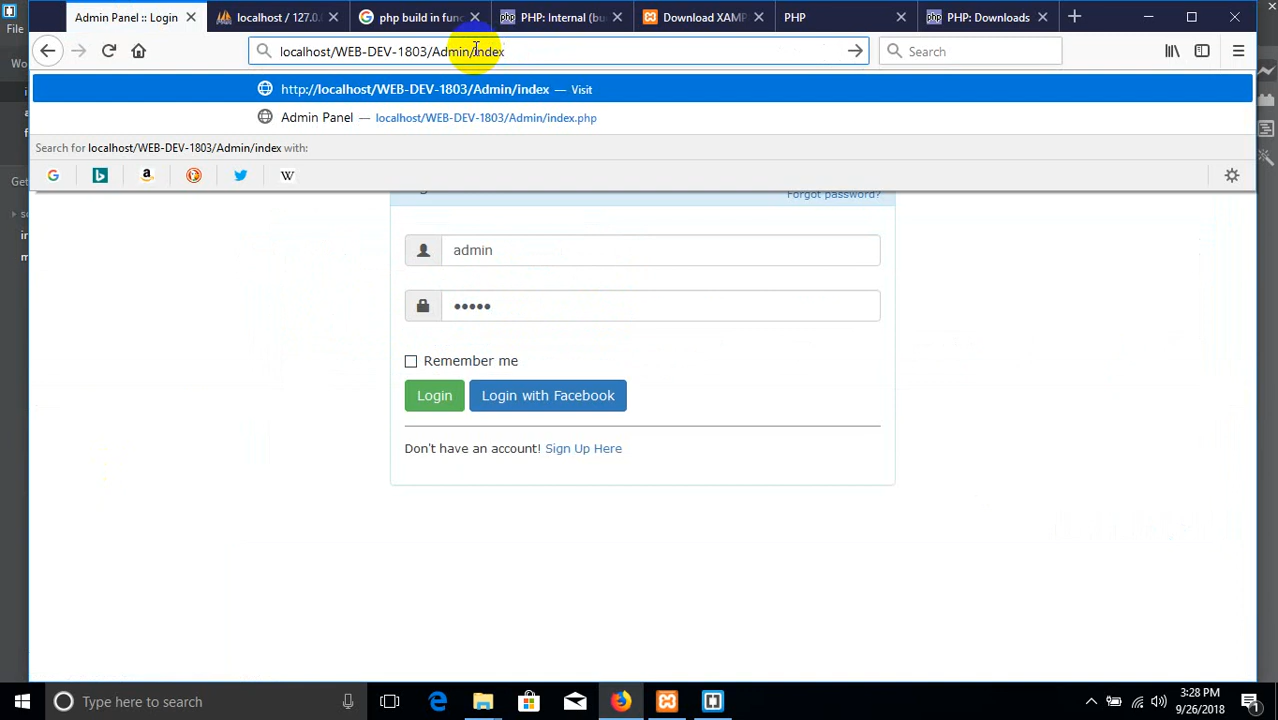 Admin Panel :: Login
localhost / 127.0.
php build in func
PHP: Internal (bu
Download XAMP
PHP
PHP: Downloads
File
localhost/WEB-DEV-1803/Admin/index
Search
http://localhost/WEB-DEV-1803/Admin/index — Visit
Admin Panel — localhost/WEB-DEV-1803/Admin/index.php
Search for localhost/WEB-DEV-1803/Admin/index with:
Forgot password?
admin
•••••
Remember me
Login
Login with Facebook
Don't have an account! Sign Up Here
Type here to search
3:28 PM
9/26/2018